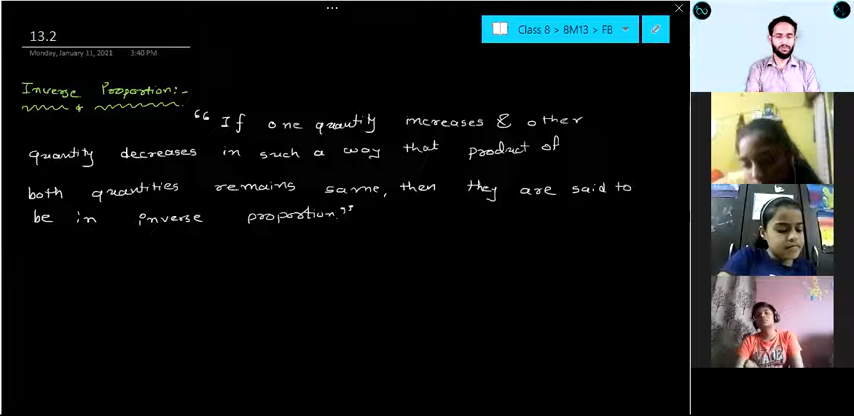 13.2
Monday, January 11, 2021 3:40 PM
Class 8 > 8M13 > FB
Inverse Proportion:-
"If one quantity increases & other
quantity decreases in such a way that product of
both quantities remains same, then they are said to
be in inverse proportion."